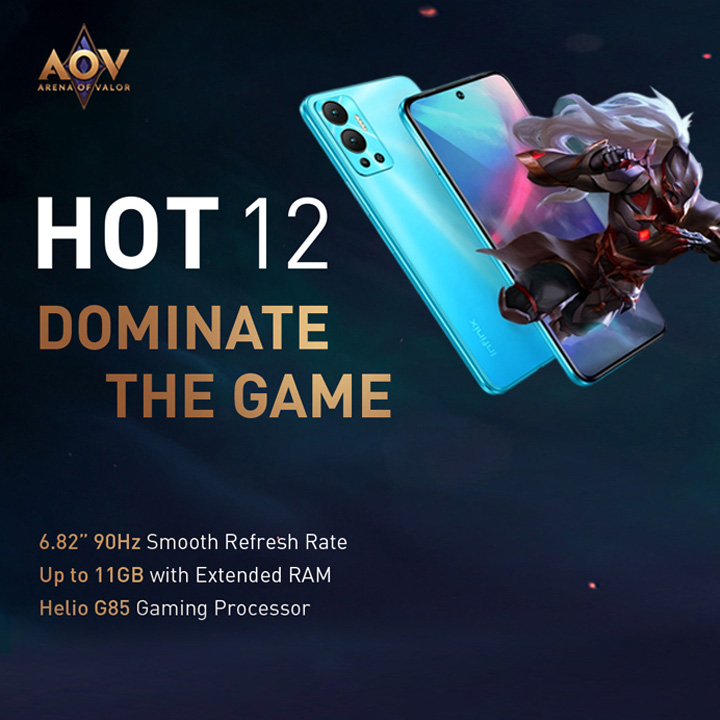 AOV
ARENA OF VALOR
HOT 12
DOMINATE
THE GAME
Infinix
6.82” 90Hz Smooth Refresh Rate
Up to 11GB with Extended RAM
Helio G85 Gaming Processor